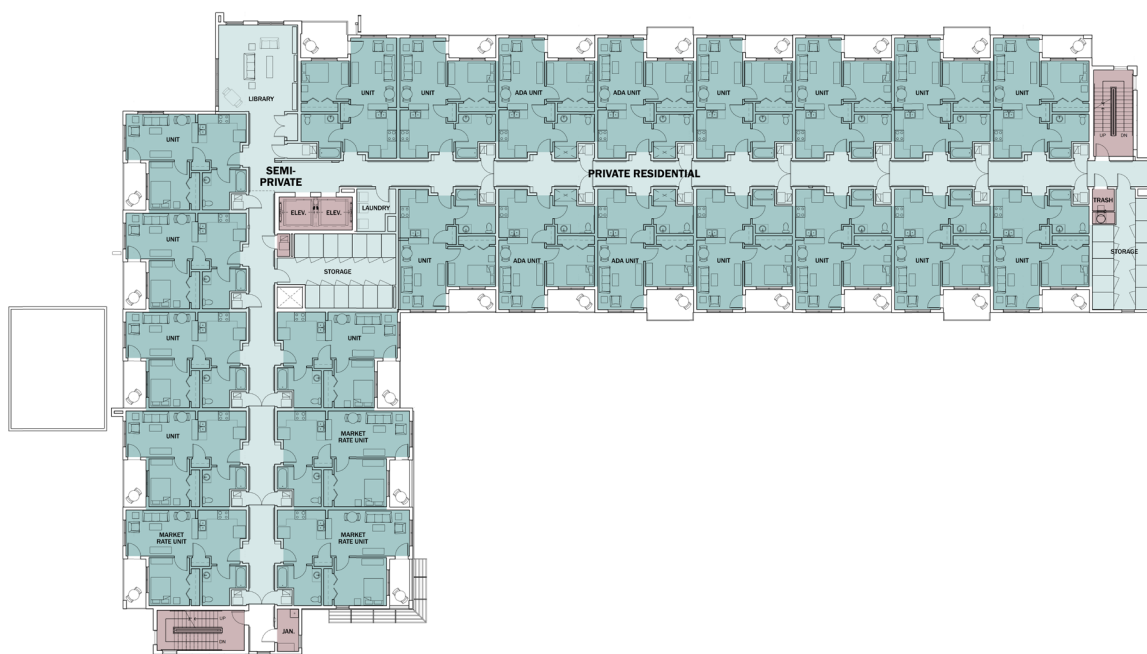 LIBRARY
UNIT
UNIT
ADA UNIT
ADA UNIT
UNIT
UNIT
UNIT
UNIT
UP
DN
UNIT
SEMI-
PRIVATE
PRIVATE RESIDENTIAL
ELEV.
ELEV.
LAUNDRY
TRASH
UNIT
STORAGE
UNIT
ADA UNIT
ADA UNIT
UNIT
UNIT
UNIT
UNIT
STORAGE
UNIT
UNIT
UNIT
MARKET
RATE UNIT
MARKET
RATE UNIT
MARKET
RATE UNIT
UP
DN
JAN.